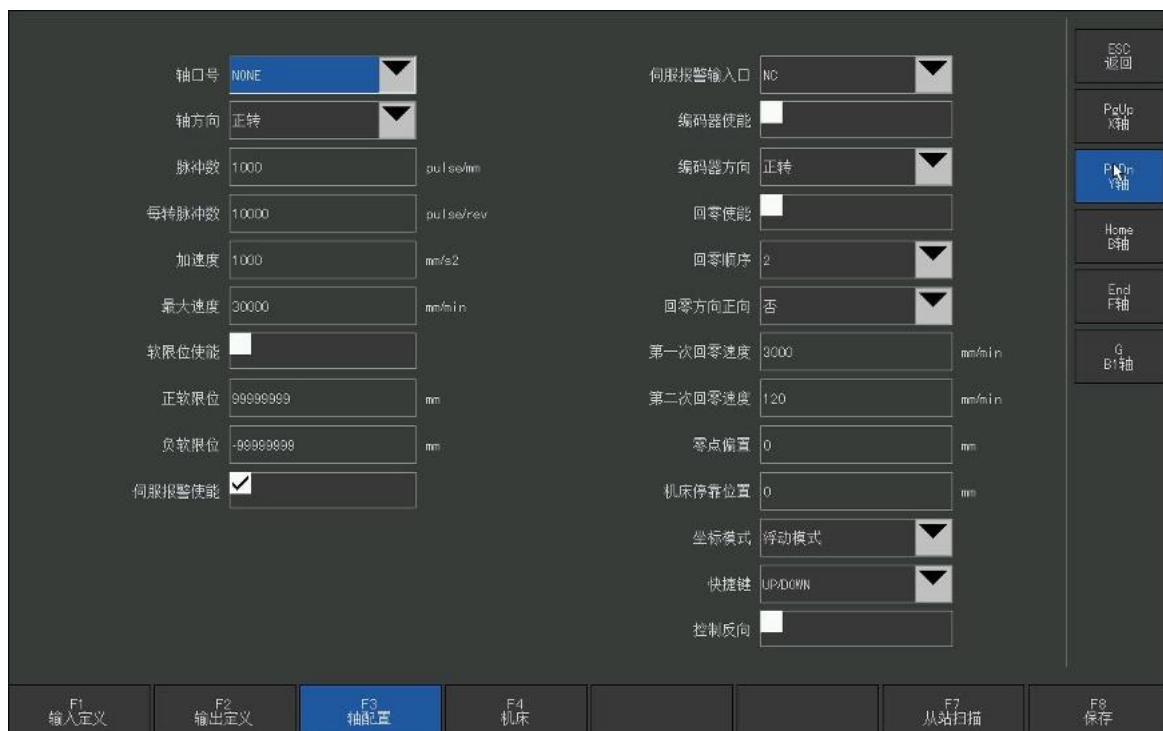 轴口号 NONE
轴方向 正转
脉冲数 1000 pulse/mm
每转脉冲数 10000 pulse/rev
加速度 1000 mm/s2
最大速度 30000 mm/min
软限位使能
正软限位 99999999 mm
负软限位 -99999999 mm
伺服报警使能
伺服报警输入口 NC
编码器使能
编码器方向 正转
回零使能
回零顺序 2
回零方向正向 否
第一次回零速度 3000 mm/min
第二次回零速度 120 mm/min
零点偏置 0 mm
机床停靠位置 0 mm
坐标模式 浮动模式
快捷键 UP/DOWN
控制反向
ESC
返回
PgUp
X轴
PgDn
Y轴
Home
B轴
End
F轴
G
B1轴
F1
输入定义
F2
输出定义
F3
轴配置
F4
机床
F7
从站扫描
F8
保存